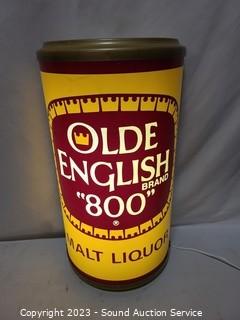 OLDE
ENGLISH
BRAND
"800"
®
MALT LIQUOR
Copyright 2023 - Sound Auction Service